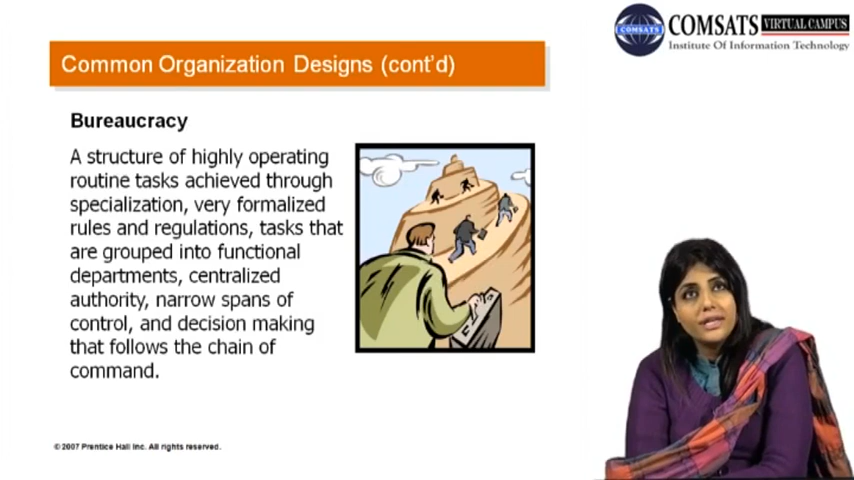 COMSATS VIRTUAL CAMPUS
Institute Of Information Technology
COMSATS
Common Organization Designs (cont'd)
Bureaucracy
A structure of highly operating
routine tasks achieved through
specialization, very formalized
rules and regulations, tasks that
are grouped into functional
departments, centralized
authority, narrow spans of
control, and decision making
that follows the chain of
command.
© 2007 Prentice Hall Inc. All rights reserved.